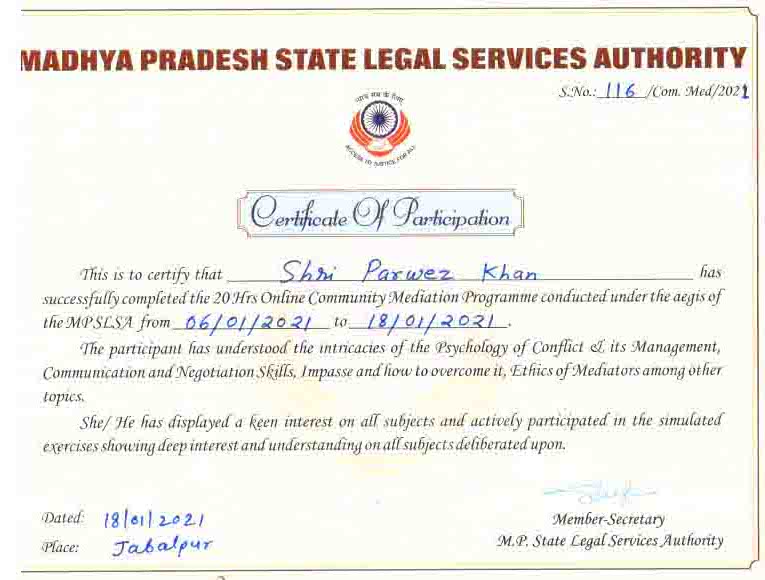 MADHYA PRADESH STATE LEGAL SERVICES AUTHORITY
S.No.: 116 /Com. Med/2021
ACCESS TO JUSTICE FOR ALL
Certificate Of Participation
This is to certify that Shri Parwez Khan has
successfully completed the 20 Hrs Online Community Mediation Programme conducted under the aegis of
the MPSLSA from 06/01/2021 to 18/01/2021.
The participant has understood the intricacies of the Psychology of Conflict & its Management,
Communication and Negotiation Skills, Impasse and how to overcome it, Ethics of Mediators among other
topics.
She/ He has displayed a keen interest on all subjects and actively participated in the simulated
exercises showing deep interest and understanding on all subjects deliberated upon.
Dated: 18/01/2021
Place: Jabalpur
Member-Secretary
M.P. State Legal Services Authority